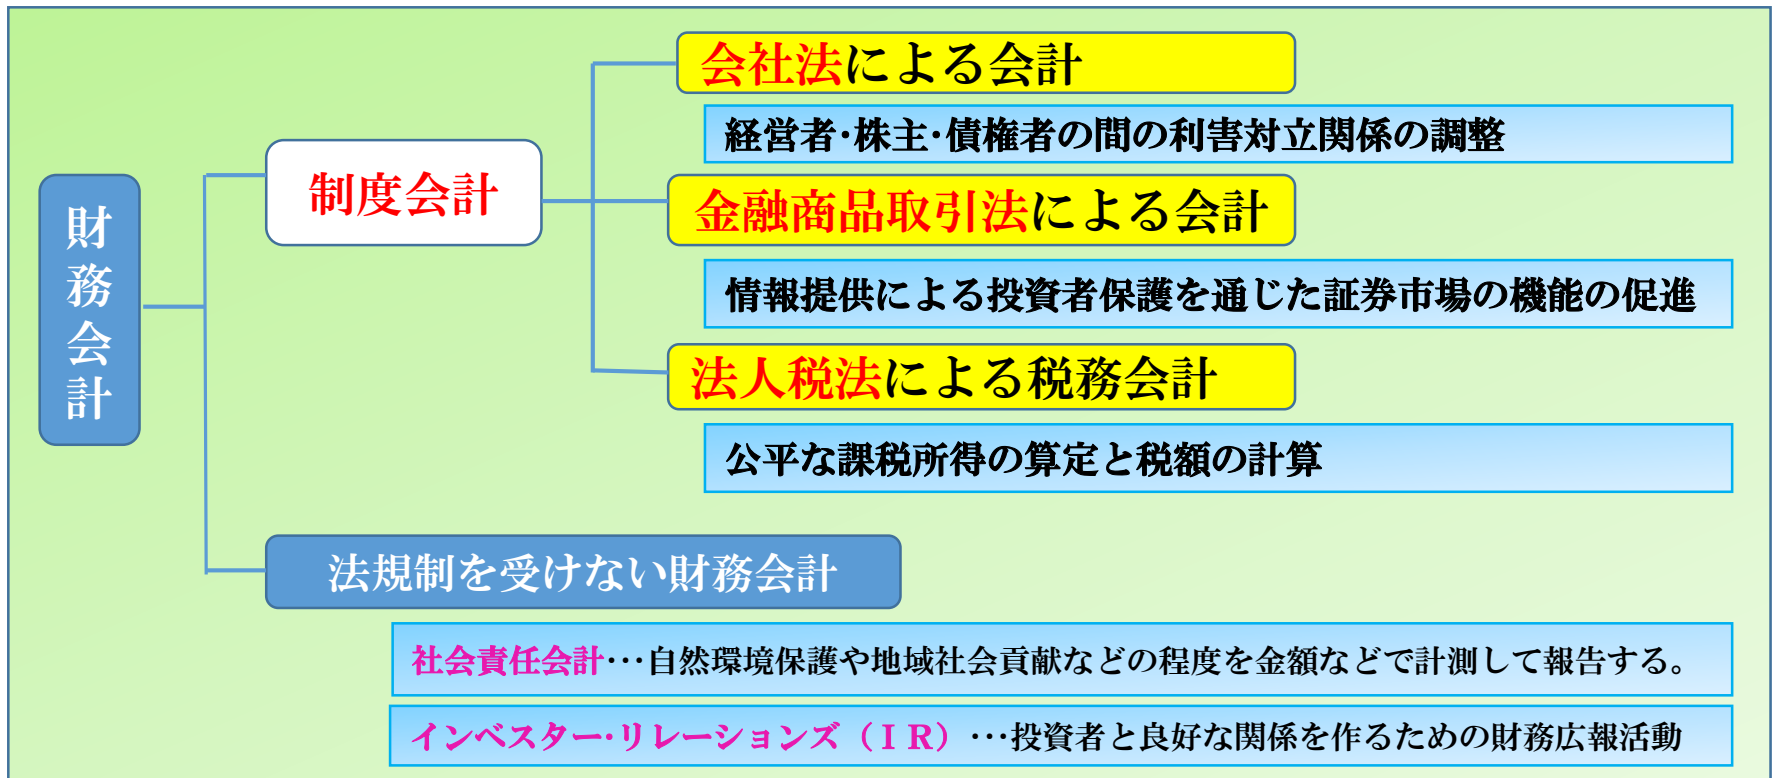 財務会計
制度会計
会社法による会計
経営者･株主･債権者の間の利害対立関係の調整
金融商品取引法による会計
情報提供による投資者保護を通じた証券市場の機能の促進
法人税法による税務会計
公平な課税所得の算定と税額の計算
法規制を受けない財務会計
社会責任会計･･･自然環境保護や地域社会貢献などの程度を金額などで計測して報告する。
インベスター･リレーションズ（ＩＲ）･･･投資者と良好な関係を作るための財務広報活動